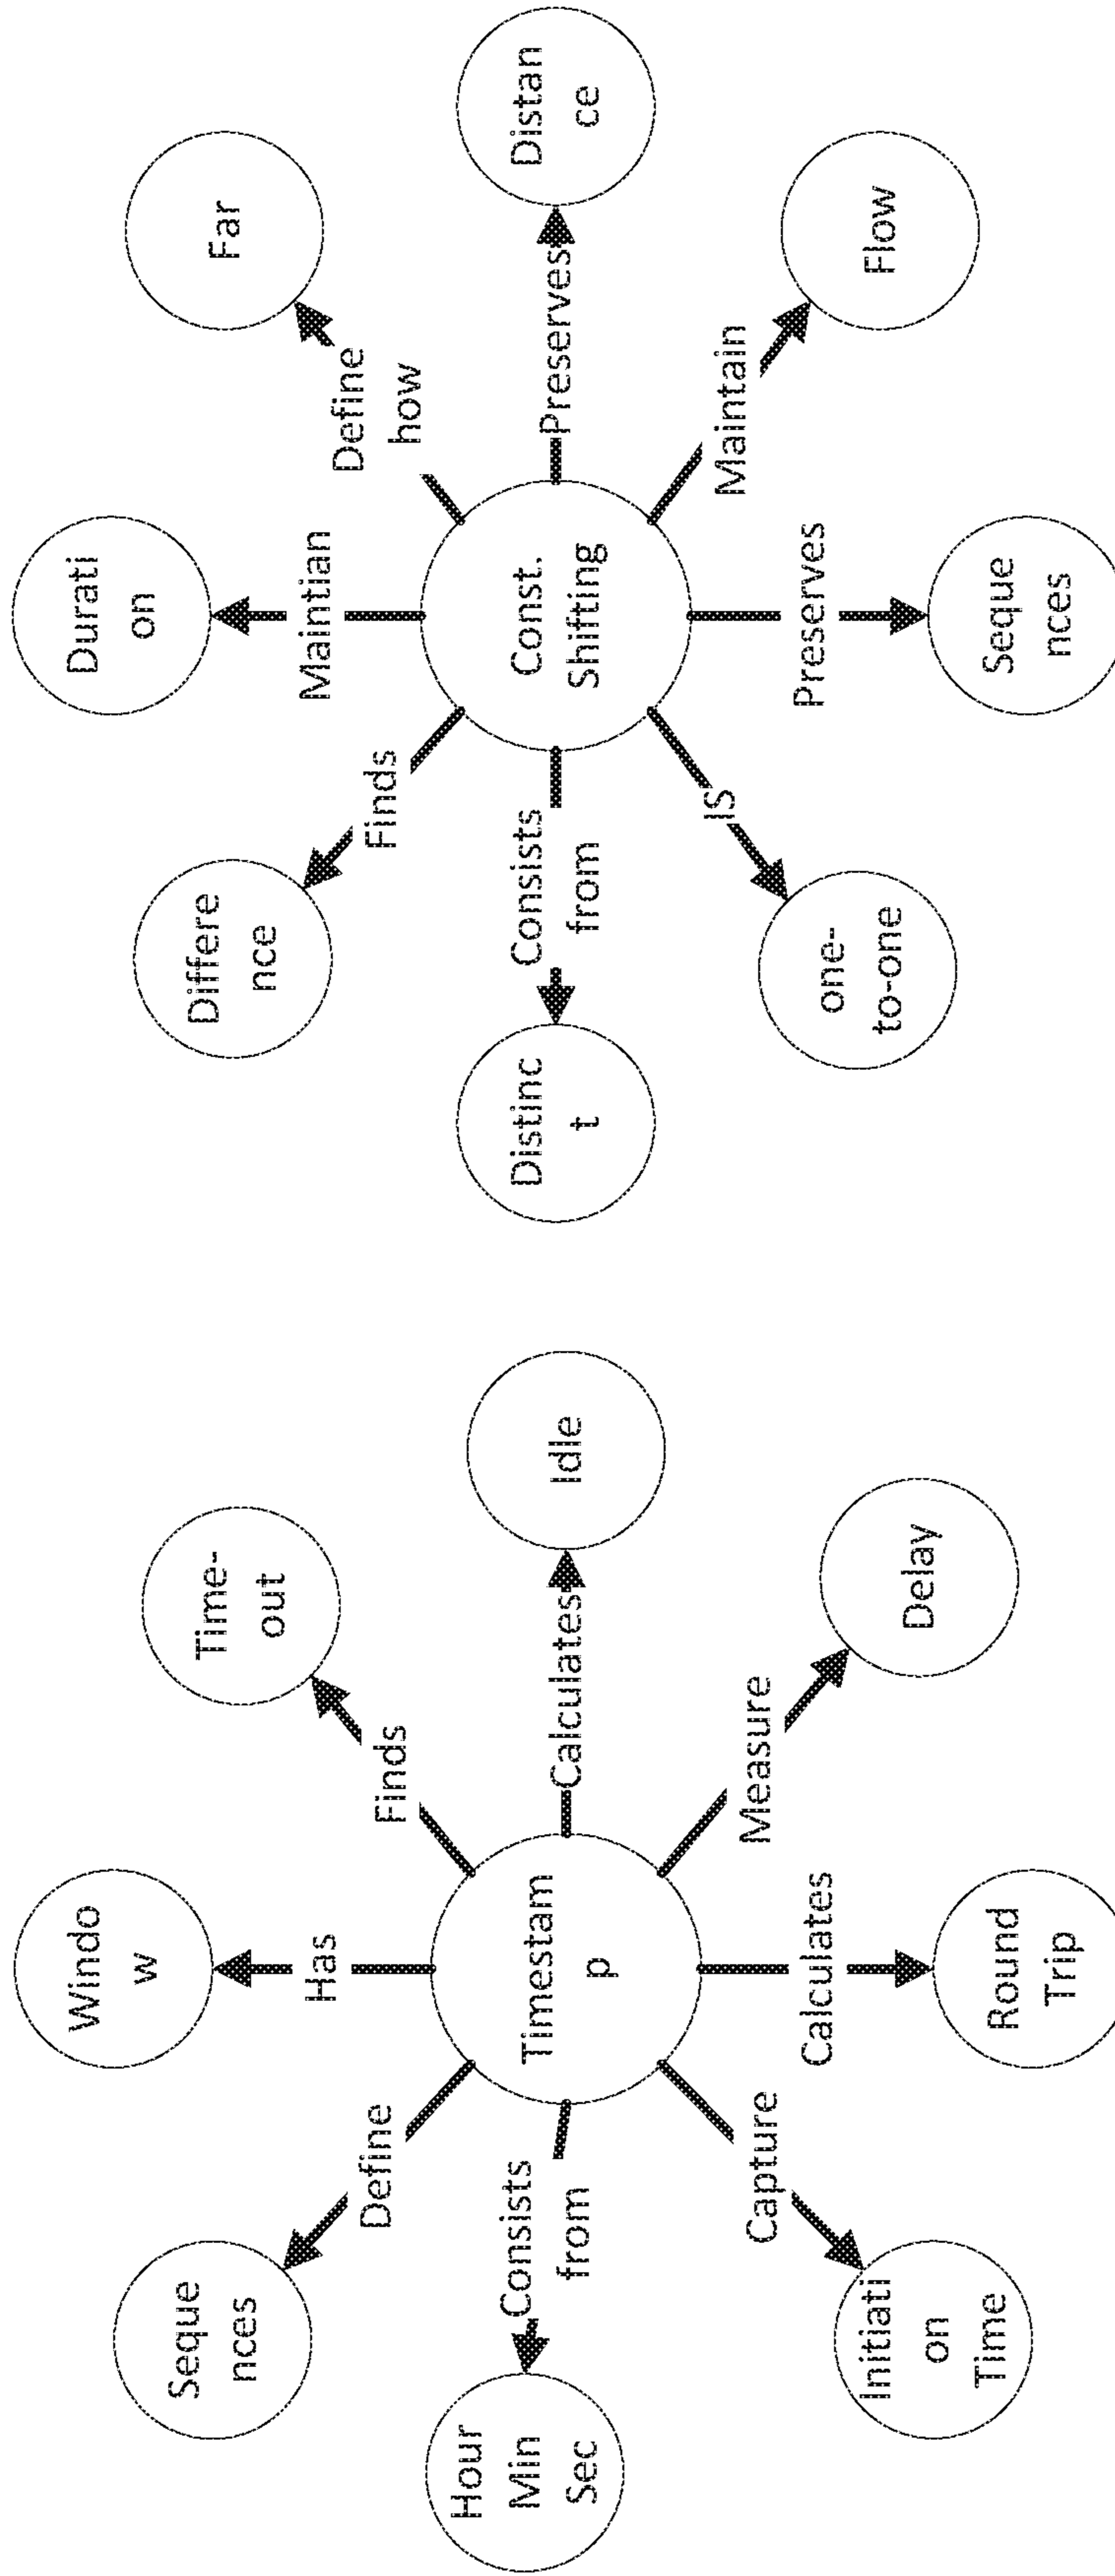 Windo
w
Seque
nces
Time-
out
Has
Define
Finds
Hour
Min
Sec
Consists
from
Timestam
p
Calculates
Idle
Capture
Calculates
Measure
Initiati
on
Time
Round
Trip
Delay
Durati
on
Differe
nce
Far
Maintian
Finds
Define
how
Distinc
t
Consists
from
Const.
Shifting
Preserves
Distan
ce
IS
Preserves
Maintain
one-
to-one
Seque
nces
Flow